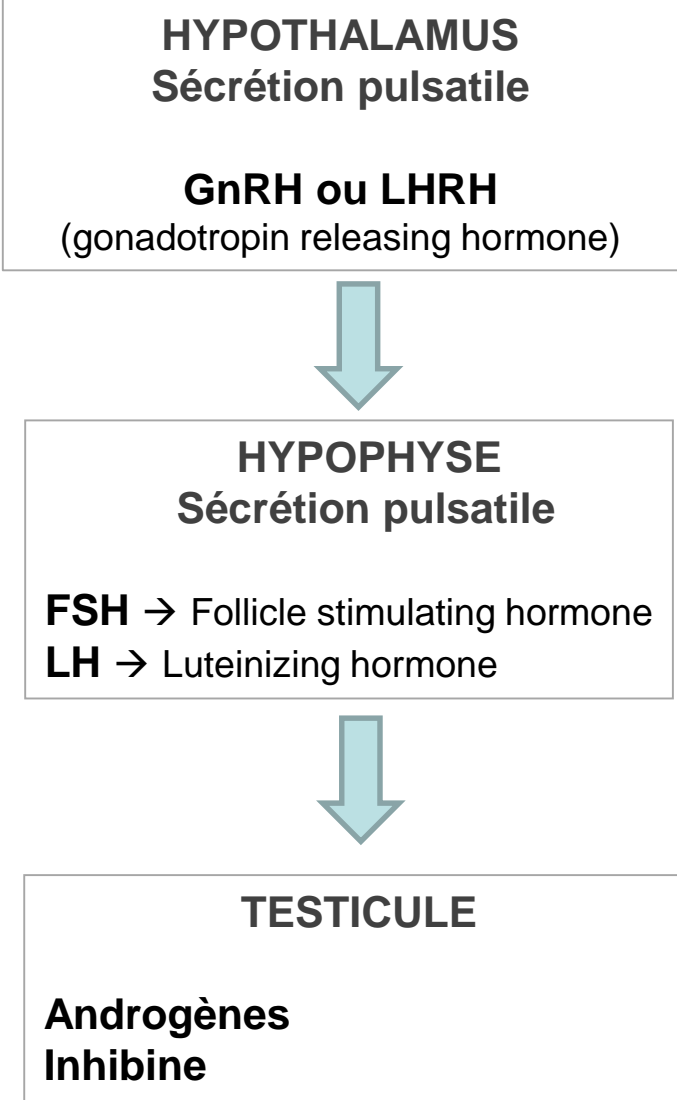 HYPOTHALAMUS
Sécrétion pulsatile
GnRH ou LHRH
(gonadotropin releasing hormone)
HYPOPHYSE
Sécrétion pulsatile
FSH → Follicle stimulating hormone
LH → Luteinizing hormone
TESTICULE
Androgènes
Inhibine